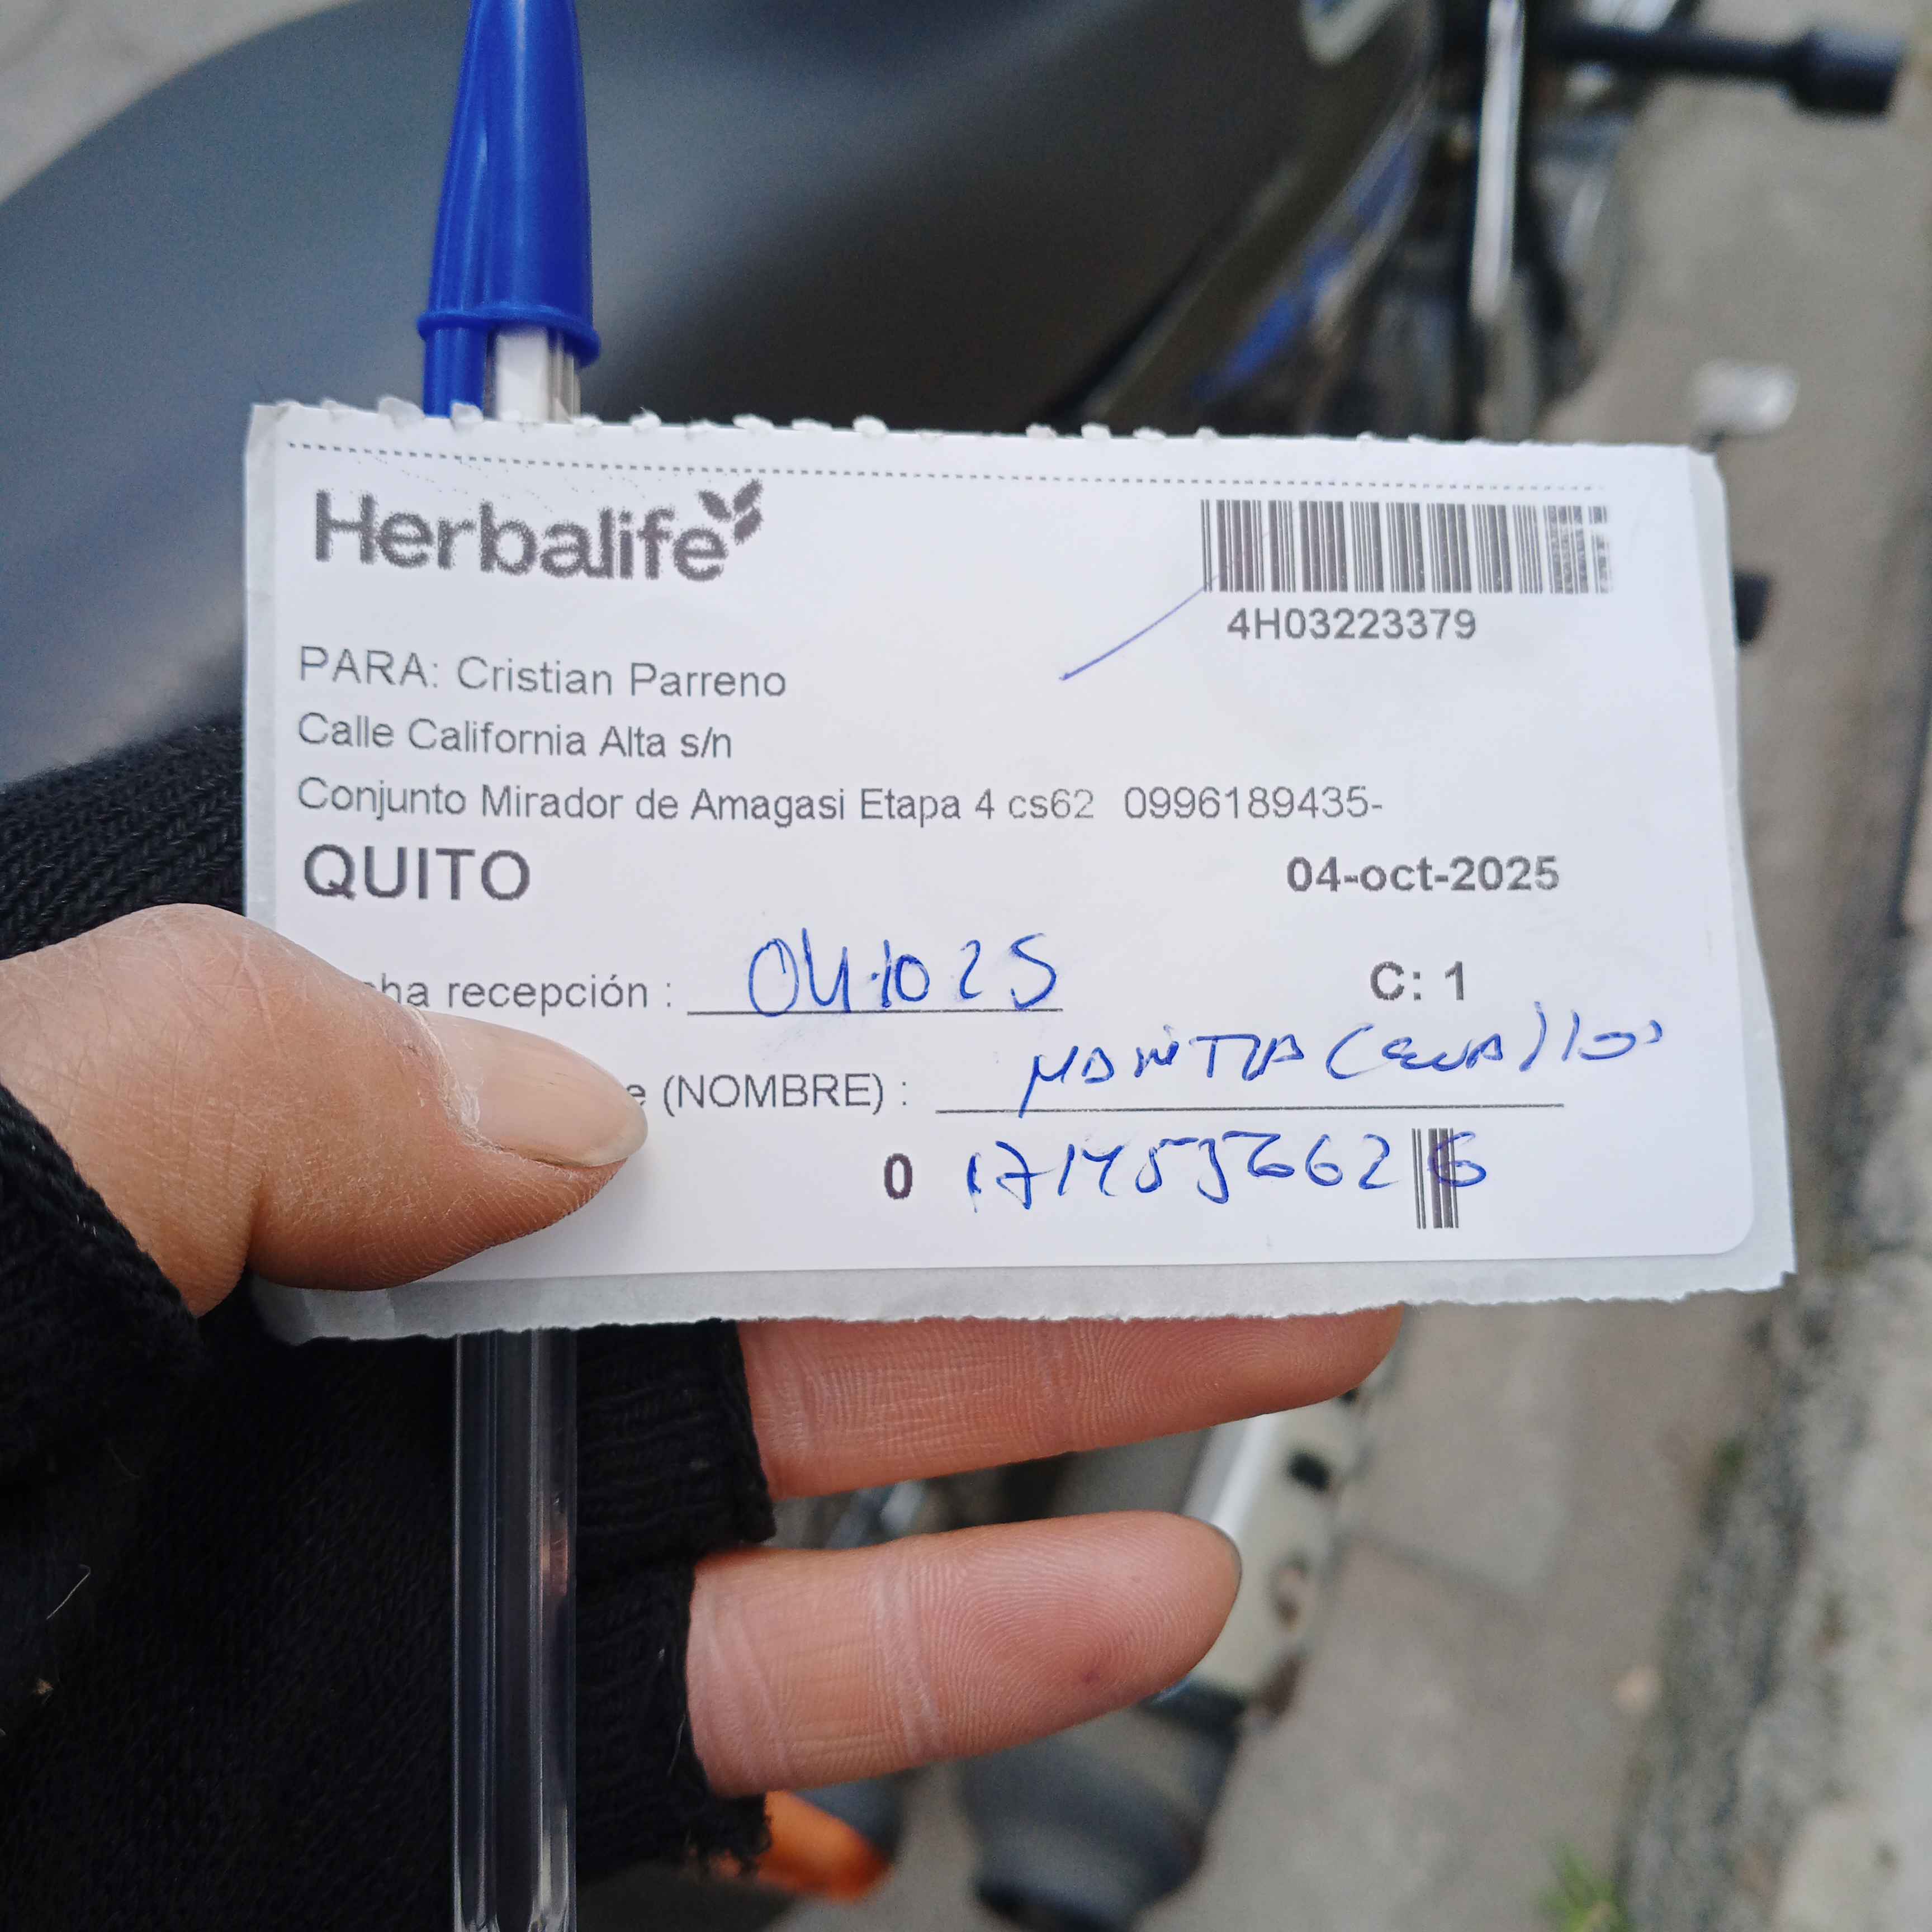 Herbalife
4H03223379
PARA: Cristian Parreno
Calle California Alta s/n
Conjunto Mirador de Amagasi Etapa 4 cs62 0996189435-
QUITO 04-oct-2025
ha recepción : 04.10 25 C: 1
e (NOMBRE) :
0